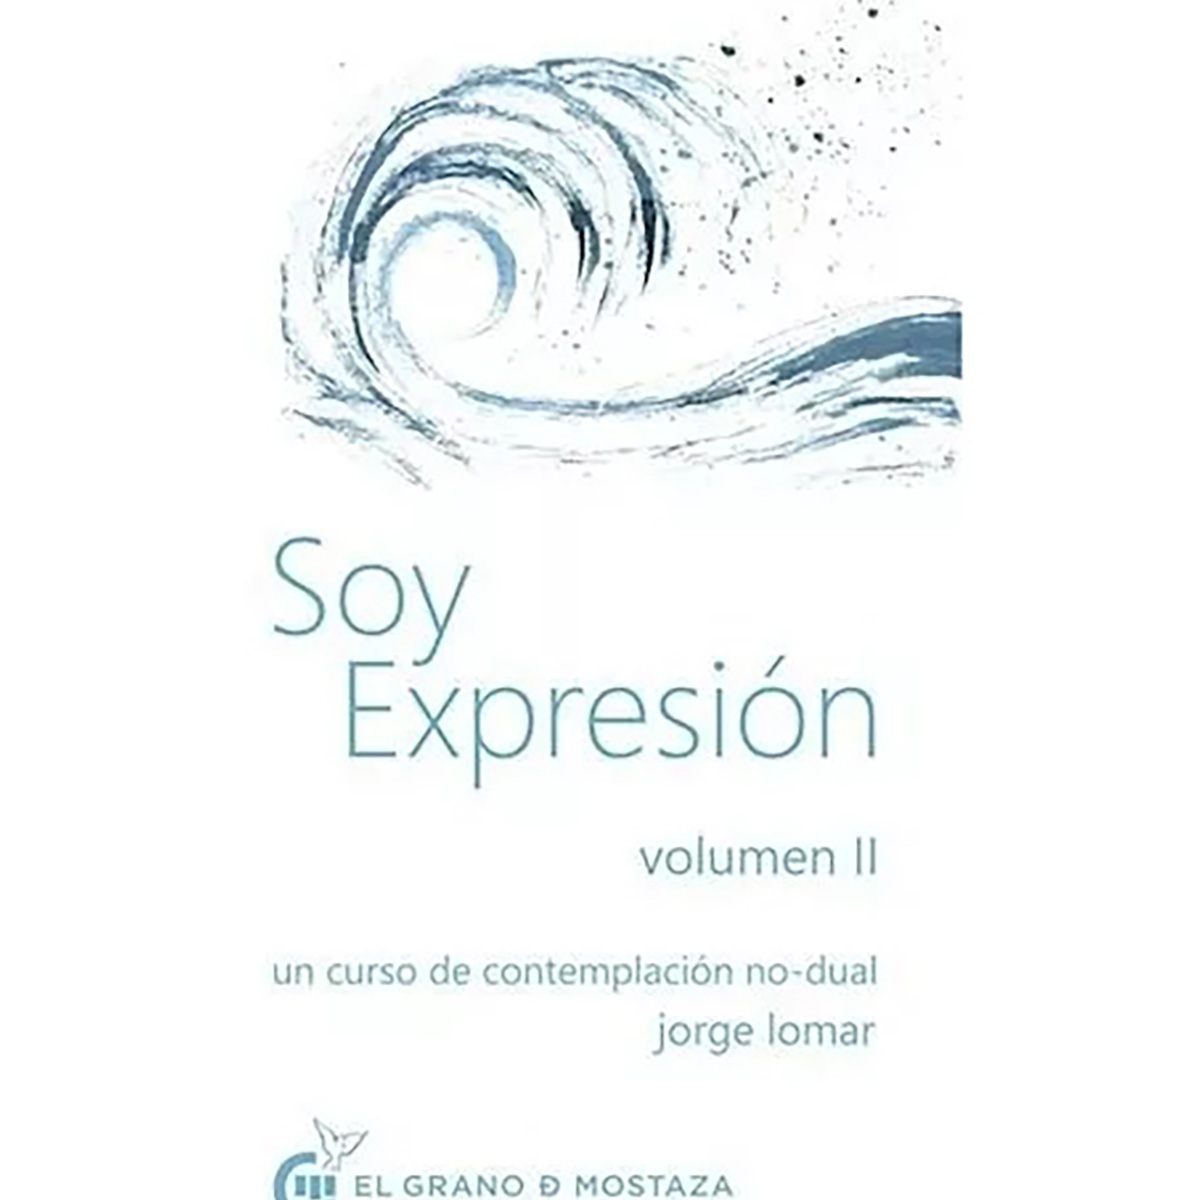 Soy
Expresión
volumen II
un curso de contemplación no-dual
jorge lomar
EL GRANO Đ MOSTAZA